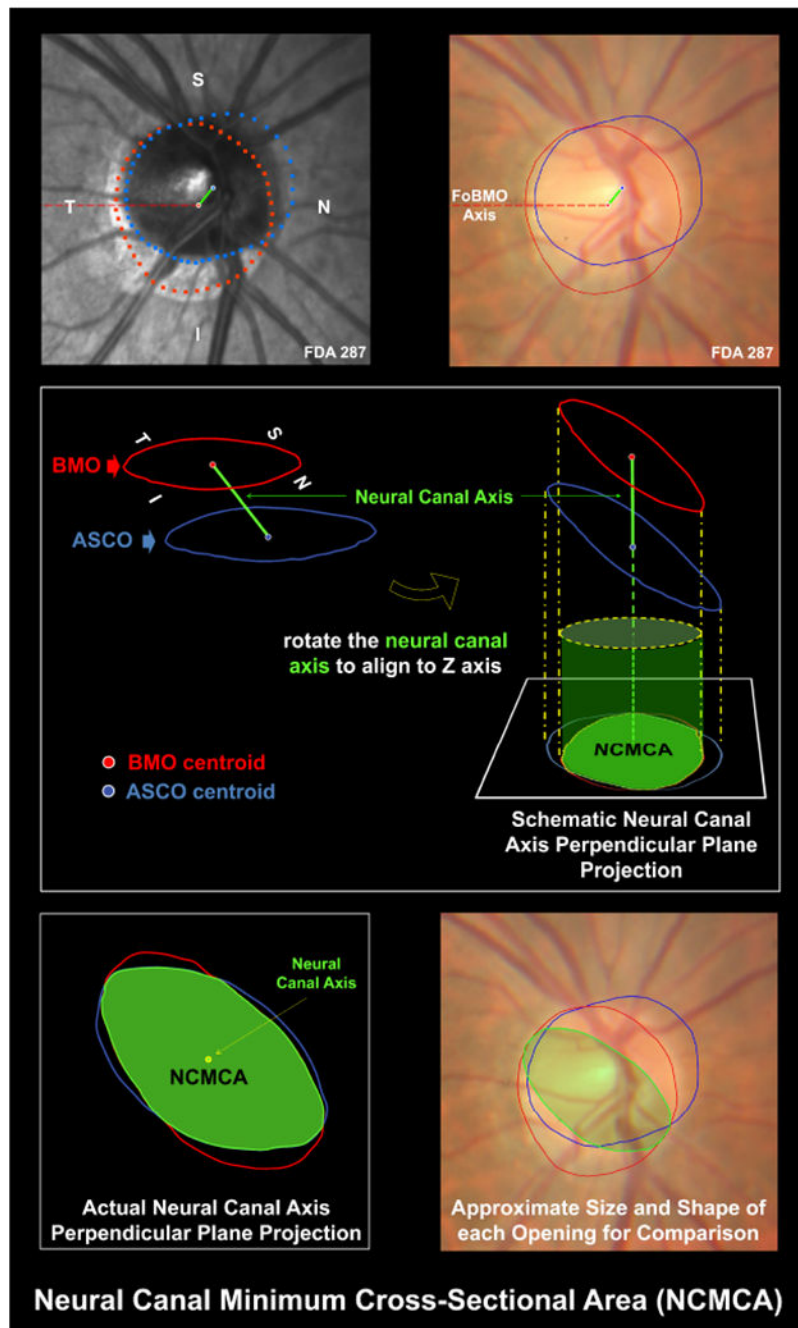 S
T
N
I
FDA 287
FoBMO
Axis
FDA 287
T
S
BMO
N
I
ASCO
Neural Canal Axis
rotate the neural canal
axis to align to Z axis
BMO centroid
ASCO centroid
NCMCA
Schematic Neural Canal
Axis Perpendicular Plane
Projection
Neural
Canal Axis
NCMCA
Actual Neural Canal Axis
Perpendicular Plane Projection
Approximate Size and Shape of
each Opening for Comparison
Neural Canal Minimum Cross-Sectional Area (NCMCA)